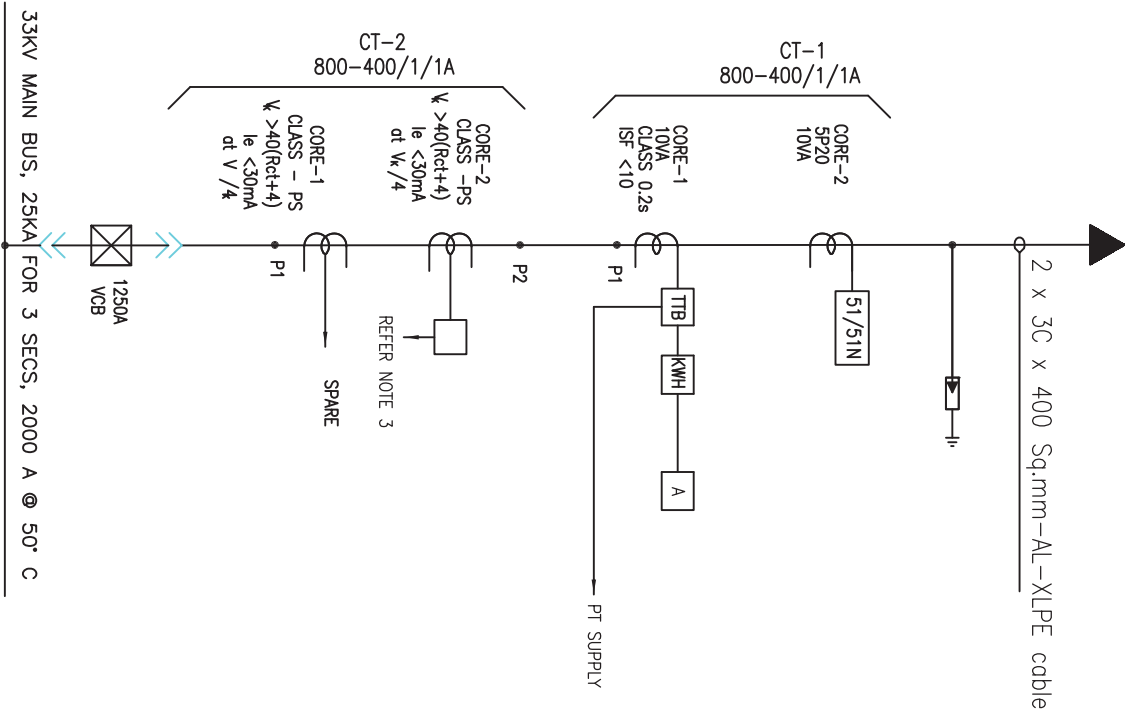 33KV MAIN BUS, 25KA FOR 3 SECS, 2000 A @ 50° C
1250A
VCB
CT-2
800-400/1/1A
CORE-1
CLASS - PS
Vk >40(Rct+4)
Ie <30mA
at Vk/4
P1
SPARE
CORE-2
CLASS -PS
Vk >40(Rct+4)
Ie <30mA
at Vk/4
REFER NOTE 3
P2
CT-1
800-400/1/1A
P1
CORE-1
10VA
CLASS 0.2s
ISF <10
TTB
KWH
A
PT SUPPLY
CORE-2
5P20
10VA
51/51N
2 x 3C x 400 Sq.mm-AL-XLPE cable